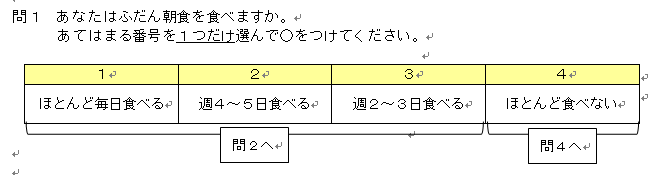 問１　あなたはふだん朝食を食べますか。
あてはまる番号を１つだけ選んで○をつけてください。
１　２　３　４
ほとんど毎日食べる　週４～５日食べる　週２～３日食べる　ほとんど食べない
問２へ　問４へ